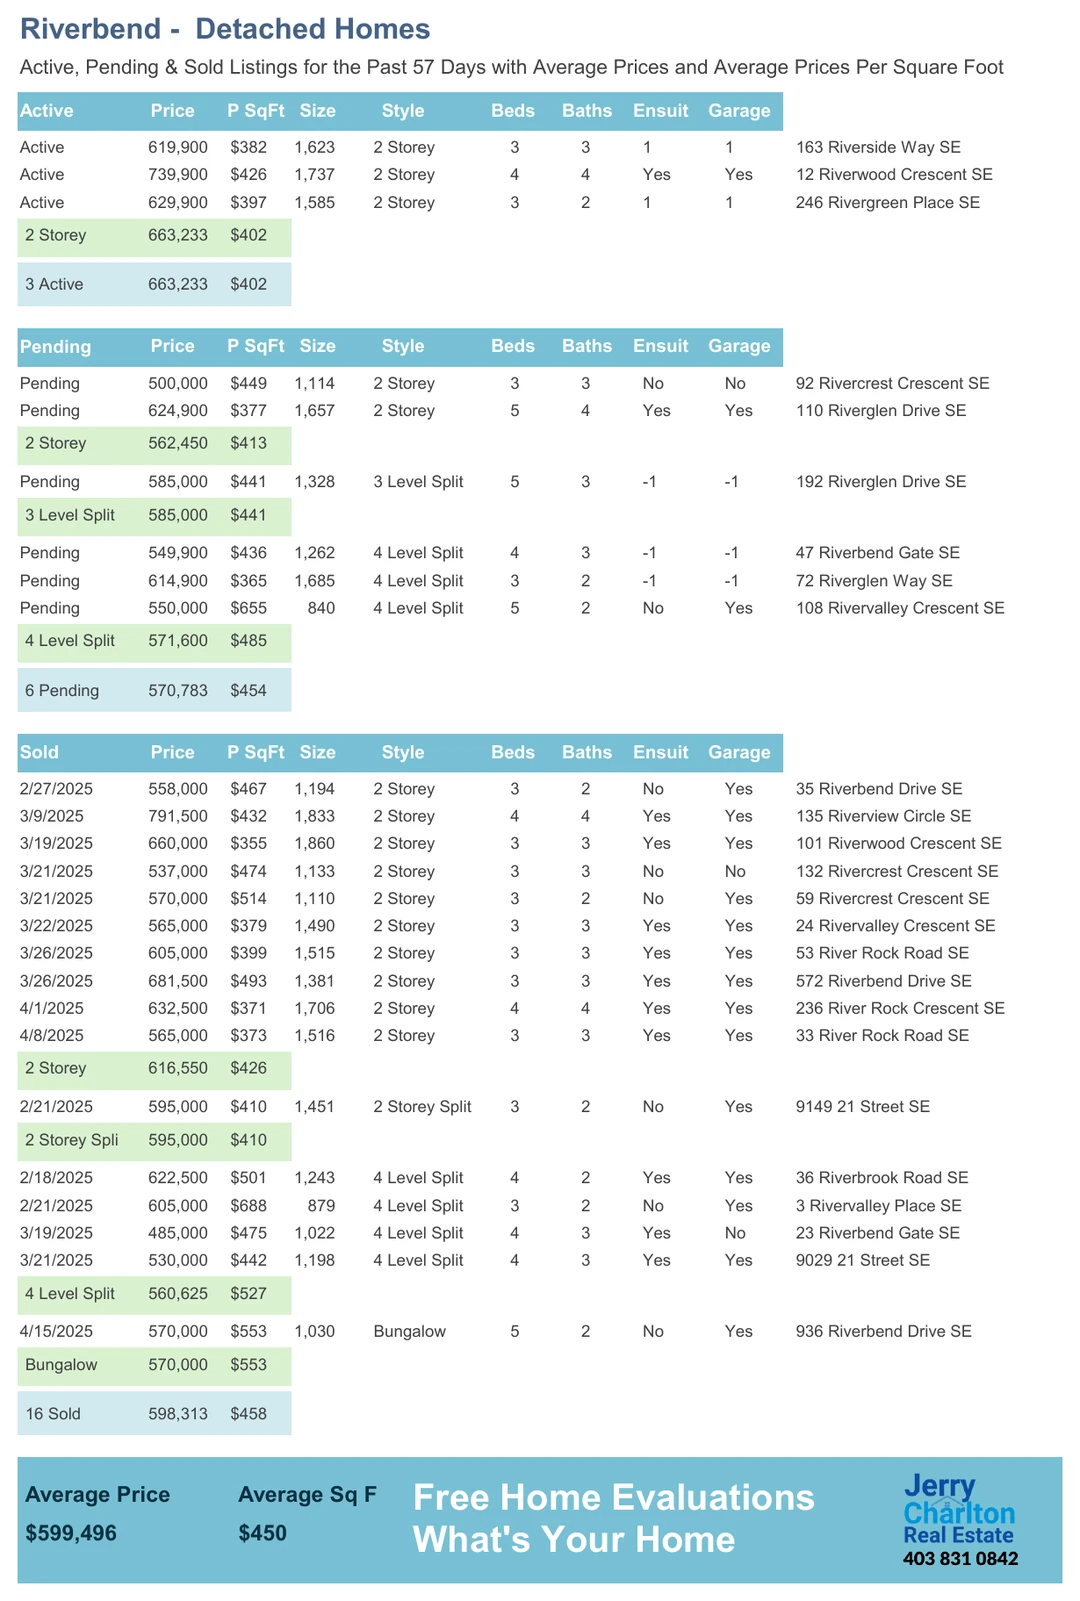 Riverbend - Detached Homes
Active, Pending & Sold Listings for the Past 57 Days with Average Prices and Average Prices Per Square Foot
Active Price P SqFt Size Style Beds Baths Ensuit Garage
Active 619,900 $382 1,623 2 Storey 3 3 1 1 163 Riverside Way SE
Active 739,900 $426 1,737 2 Storey 4 4 Yes Yes 12 Riverwood Crescent SE
Active 629,900 $397 1,585 2 Storey 3 2 1 1 246 Rivergreen Place SE
2 Storey 663,233 $402
3 Active 663,233 $402
Pending Price P SqFt Size Style Beds Baths Ensuit Garage
Pending 500,000 $449 1,114 2 Storey 3 3 No No 92 Rivercrest Crescent SE
Pending 624,900 $377 1,657 2 Storey 5 4 Yes Yes 110 Riverglen Drive SE
2 Storey 562,450 $413
Pending 585,000 $441 1,328 3 Level Split 5 3 -1 -1 192 Riverglen Drive SE
3 Level Split 585,000 $441
Pending 549,900 $436 1,262 4 Level Split 4 3 -1 -1 47 Riverbend Gate SE
Pending 614,900 $365 1,685 4 Level Split 3 2 -1 -1 72 Riverglen Way SE
Pending 550,000 $655 840 4 Level Split 5 2 No Yes 108 Rivervalley Crescent SE
4 Level Split 571,600 $485
6 Pending 570,783 $454
Sold Price P SqFt Size Style Beds Baths Ensuit Garage
2/27/2025 558,000 $467 1,194 2 Storey 3 2 No Yes 35 Riverbend Drive SE
3/9/2025 791,500 $432 1,833 2 Storey 4 4 Yes Yes 135 Riverview Circle SE
3/19/2025 660,000 $355 1,860 2 Storey 3 3 Yes Yes 101 Riverwood Crescent SE
3/21/2025 537,000 $474 1,133 2 Storey 3 3 No No 132 Rivercrest Crescent SE
3/21/2025 570,000 $514 1,110 2 Storey 3 2 No Yes 59 Rivercrest Crescent SE
3/22/2025 565,000 $379 1,490 2 Storey 3 3 Yes Yes 24 Rivervalley Crescent SE
3/26/2025 605,000 $399 1,515 2 Storey 3 3 Yes Yes 53 River Rock Road SE
3/26/2025 681,500 $493 1,381 2 Storey 3 3 Yes Yes 572 Riverbend Drive SE
4/1/2025 632,500 $371 1,706 2 Storey 4 4 Yes Yes 236 River Rock Crescent SE
4/8/2025 565,000 $373 1,516 2 Storey 3 3 Yes Yes 33 River Rock Road SE
2 Storey 616,550 $426
2/21/2025 595,000 $410 1,451 2 Storey Split 3 2 No Yes 9149 21 Street SE
2 Storey Spli 595,000 $410
2/18/2025 622,500 $501 1,243 4 Level Split 4 2 Yes Yes 36 Riverbrook Road SE
2/21/2025 605,000 $688 879 4 Level Split 3 2 No Yes 3 Rivervalley Place SE
3/19/2025 485,000 $475 1,022 4 Level Split 4 3 Yes No 23 Riverbend Gate SE
3/21/2025 530,000 $442 1,198 4 Level Split 4 3 Yes Yes 9029 21 Street SE
4 Level Split 560,625 $527
4/15/2025 570,000 $553 1,030 Bungalow 5 2 No Yes 936 Riverbend Drive SE
Bungalow 570,000 $553
16 Sold 598,313 $458
Average Price Average Sq F
$599,496 $450
Free Home Evaluations
What's Your Home
Jerry
Charlton
Real Estate
403 831 0842